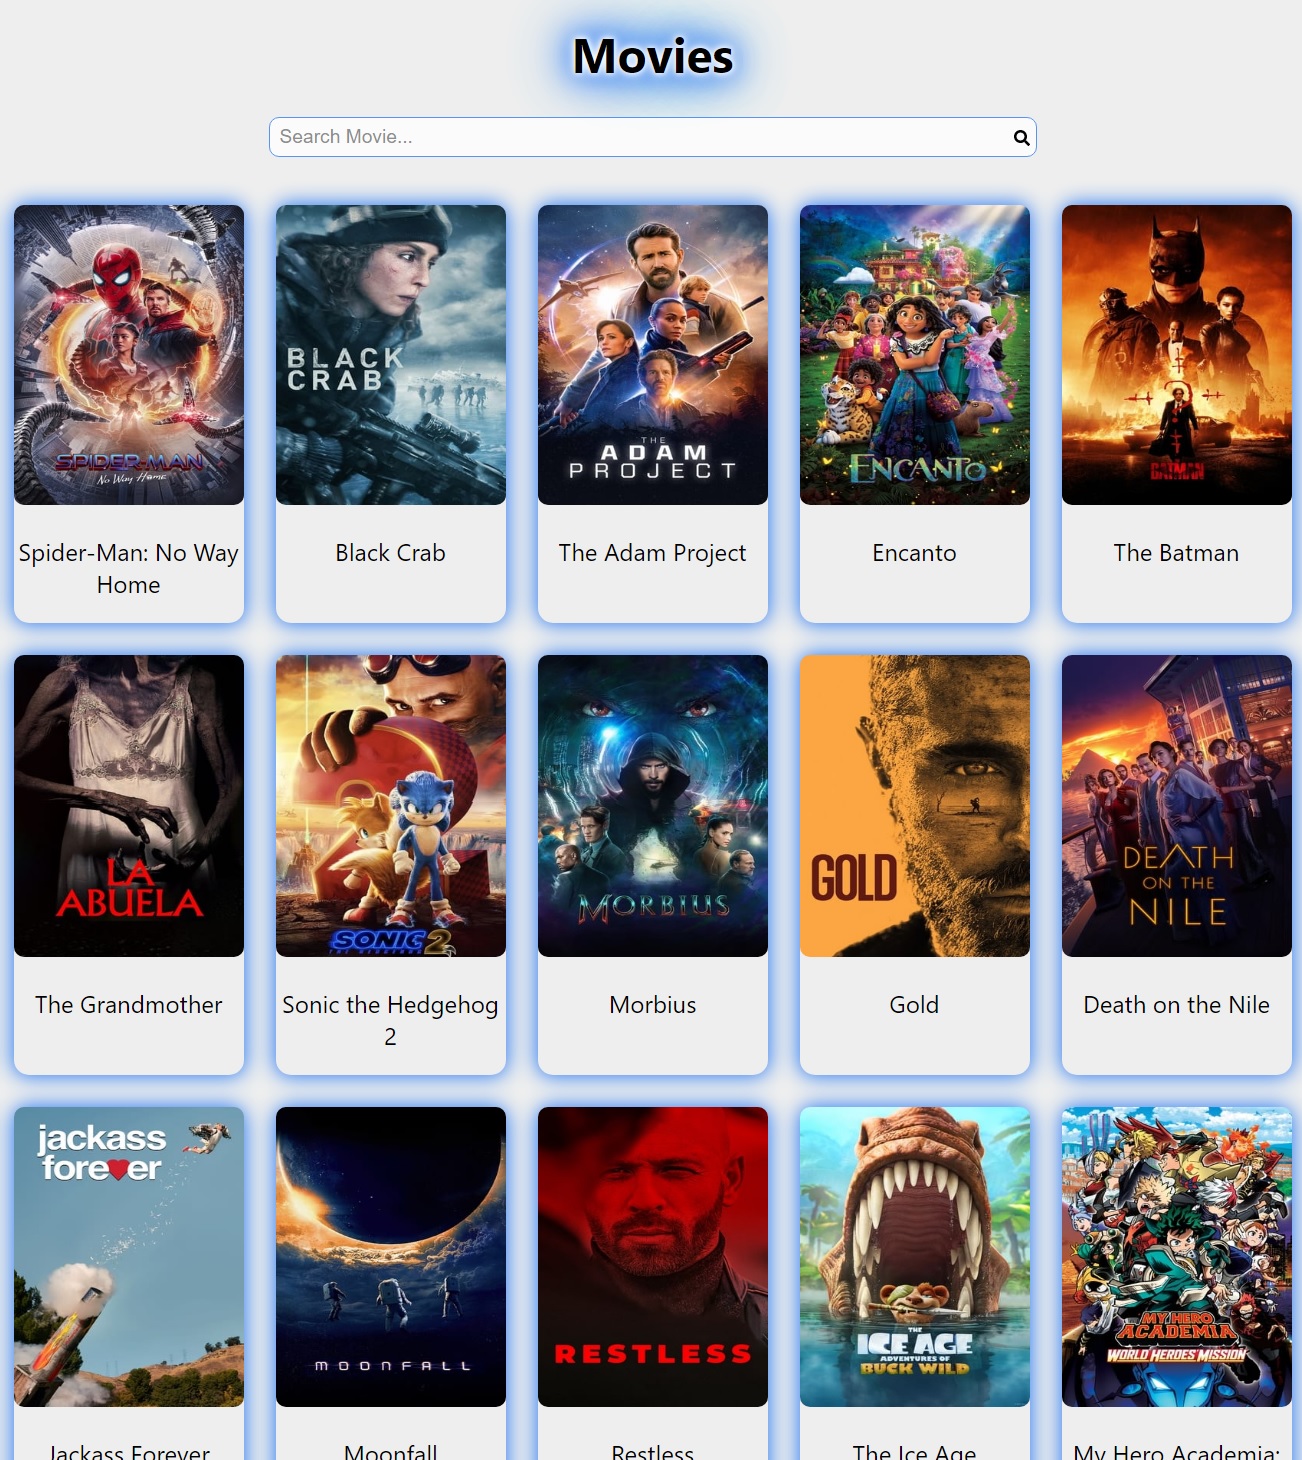 Movies
Search Movie...
SPIDER-MAN
No Way Home
BLACK
CRAB
THE
ADAM
PROJECT
ENCANTO
BATMAN
Spider-Man: No Way
Home
Black Crab
The Adam Project
Encanto
The Batman
LA
ABUELA
SONIC 2
THE HEDGEHOG
MORBIUS
GOLD
DEATH
ON THE
NILE
The Grandmother
Sonic the Hedgehog
2
Morbius
Gold
Death on the Nile
jackass
forever
MOONFALL
RESTLESS
THE
ICE AGE
ADVENTURES OF
BUCK WILD
MY HERO
ACADEMIA
WORLD HEROES' MISSION
Jackass Forever
Moonfall
Restless
The Ice Age
My Hero Academia: